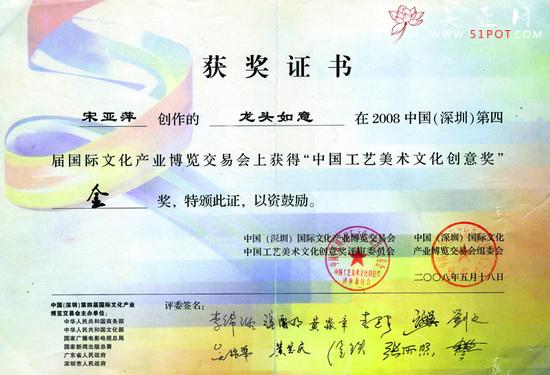 美壶网
WWW.51POT.COM
获奖证书
宋亚萍 创作的 龙头如意 在2008中国(深圳)第四
届国际文化产业博览交易会上获得“中国工艺美术文化创意奖”
金 奖，特颁此证，以资鼓励。
中国（深圳）国际文化产业博览交易会
中国工艺美术文化创意奖评审委员会
中国（深圳）国际文化
产业博览交易会组委会
二〇〇八年五月十八日
中国(深圳)第四届国际文化产业
博览交易会主办单位:
中华人民共和国商务部
中华人民共和国文化部
国家广播电影电视总局
国家新闻出版总署
广东省人民政府
深圳市人民政府
评委签名：